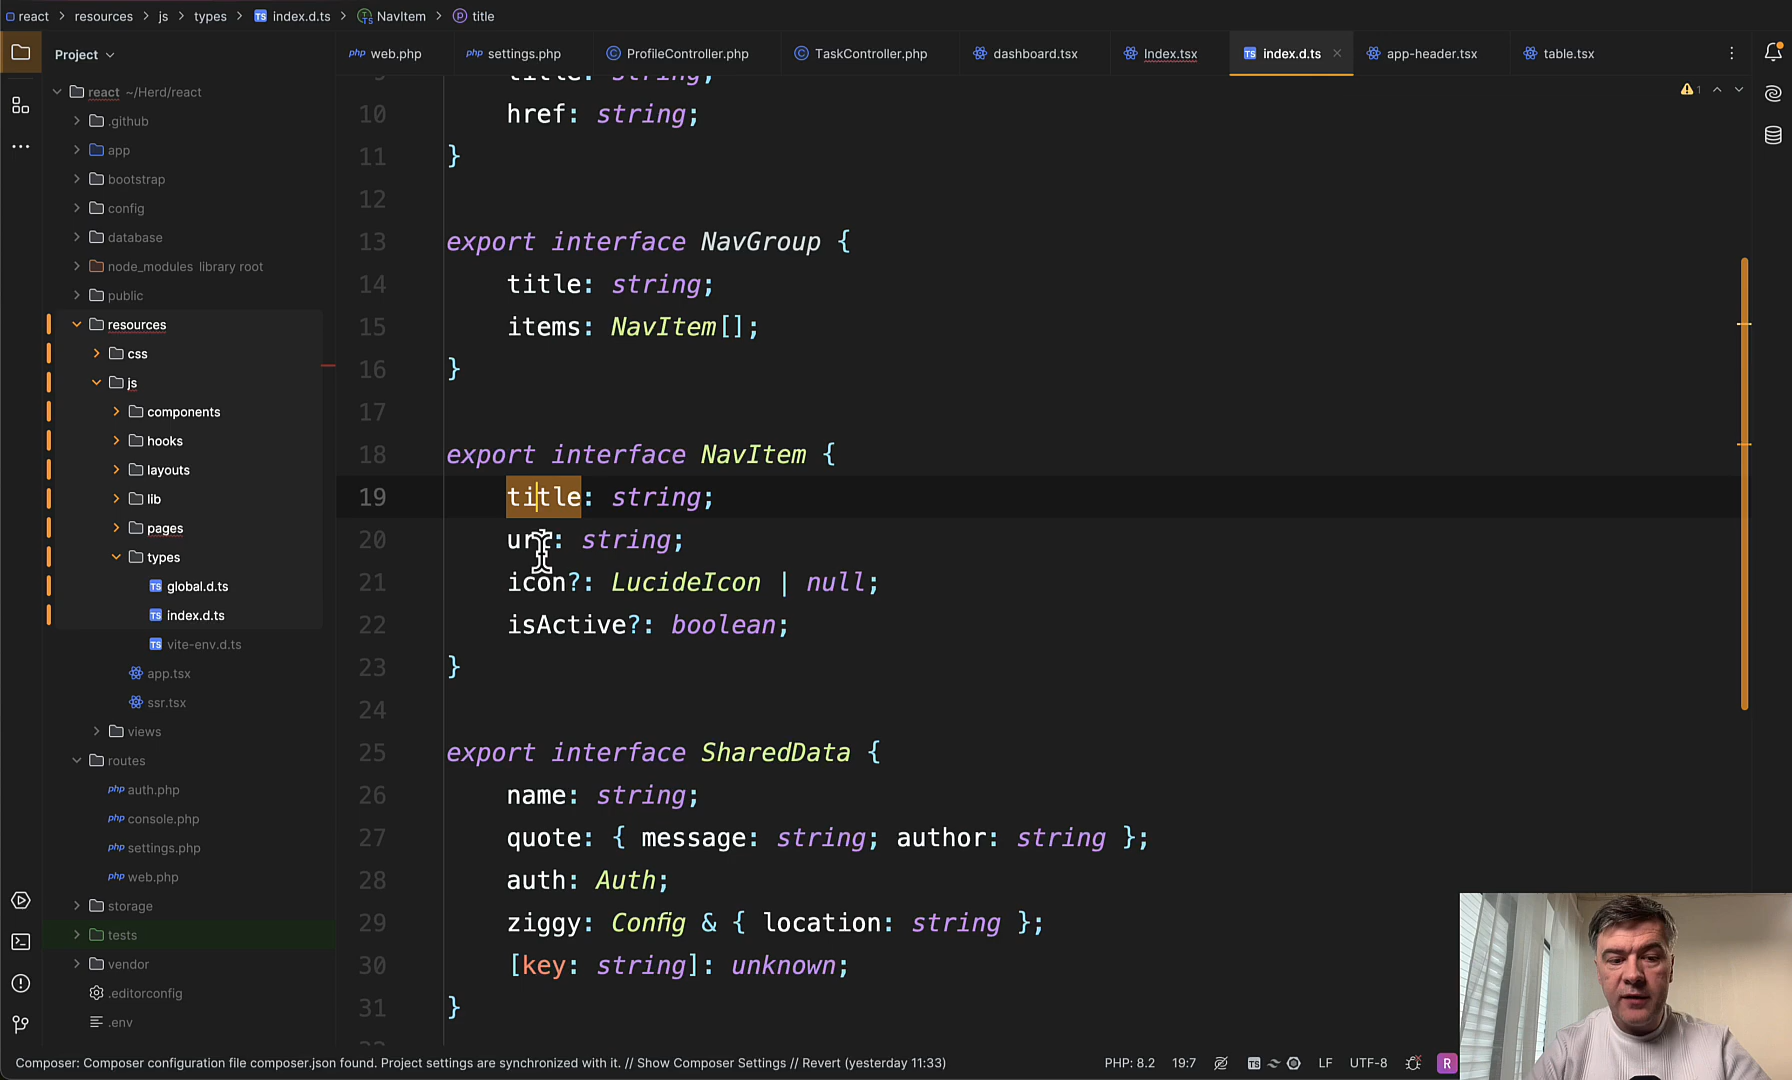 react > resources > js > types > index.d.ts > NavItem > title
Project
web.php
settings.php
ProfileController.php
TaskController.php
dashboard.tsx
Index.tsx
index.d.ts
app-header.tsx
table.tsx
1
react ~/Herd/react
.github
app
bootstrap
config
database
node_modules library root
public
resources
css
js
components
hooks
layouts
lib
pages
types
global.d.ts
index.d.ts
vite-env.d.ts
app.tsx
ssr.tsx
views
routes
php auth.php
php console.php
php settings.php
php web.php
storage
tests
vendor
.editorconfig
.env
9 title: string;
10 href: string;
11 }
12
13 export interface NavGroup {
14 title: string;
15 items: NavItem[];
16 }
17
18 export interface NavItem {
19 title: string;
20 url: string;
21 icon?: LucideIcon | null;
22 isActive?: boolean;
23 }
24
25 export interface SharedData {
26 name: string;
27 quote: { message: string; author: string };
28 auth: Auth;
29 ziggy: Config & { location: string };
30 [key: string]: unknown;
31 }
Composer: Composer configuration file composer.json found. Project settings are synchronized with it. // Show Composer Settings // Revert (yesterday 11:33)
PHP: 8.2
19:7
LF
UTF-8
R